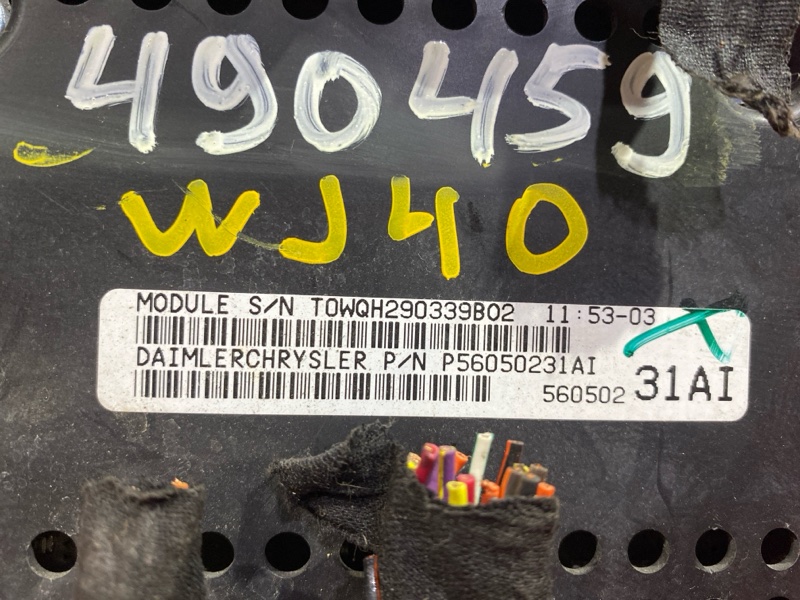 490459
WJ40
MODULE S/N T0WQH290339B02 11:53-03
DAIMLERCHRYSLER P/N P56050231AI
560502 31AI